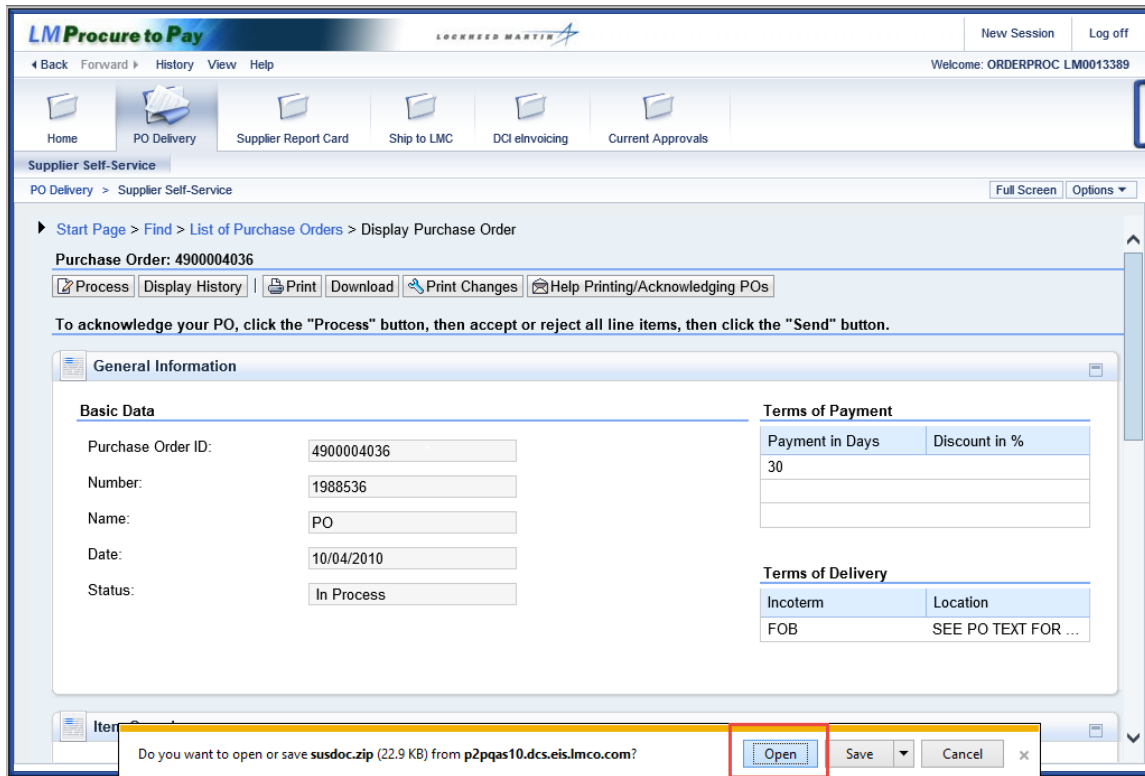 LM Procure to Pay LOCKHEED MARTIN New Session Log off
Back Forward History View Help Welcome: ORDERPROC LM0013389
Home PO Delivery Supplier Report Card Ship to LMC DCI eInvoicing Current Approvals
Supplier Self-Service
PO Delivery > Supplier Self-Service Full Screen Options
Start Page > Find > List of Purchase Orders > Display Purchase Order
Purchase Order: 4900004036
Process Display History | Print Download Print Changes Help Printing/Acknowledging POs
To acknowledge your PO, click the "Process" button, then accept or reject all line items, then click the "Send" button.
General Information
Basic Data Terms of Payment
Purchase Order ID: 4900004036 Payment in Days Discount in %
30
Number: 1988536
Name: PO
Date: 10/04/2010
Terms of Delivery
Status: In Process Incoterm Location
FOB SEE PO TEXT FOR ...
Do you want to open or save susdoc.zip (22.9 KB) from p2pqas10.dcs.eis.lmco.com? Open Save Cancel ×